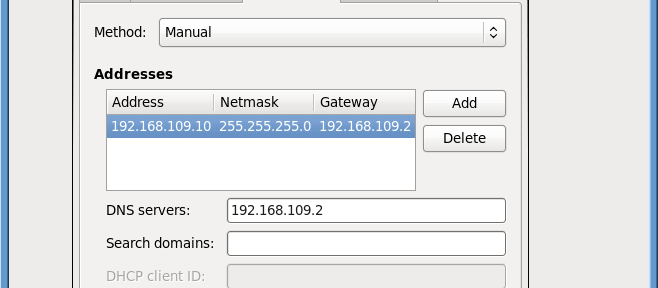 Method: Manual
Addresses
Address Netmask Gateway
192.168.109.10 255.255.255.0 192.168.109.2
Add
Delete
DNS servers: 192.168.109.2
Search domains:
DHCP client ID: